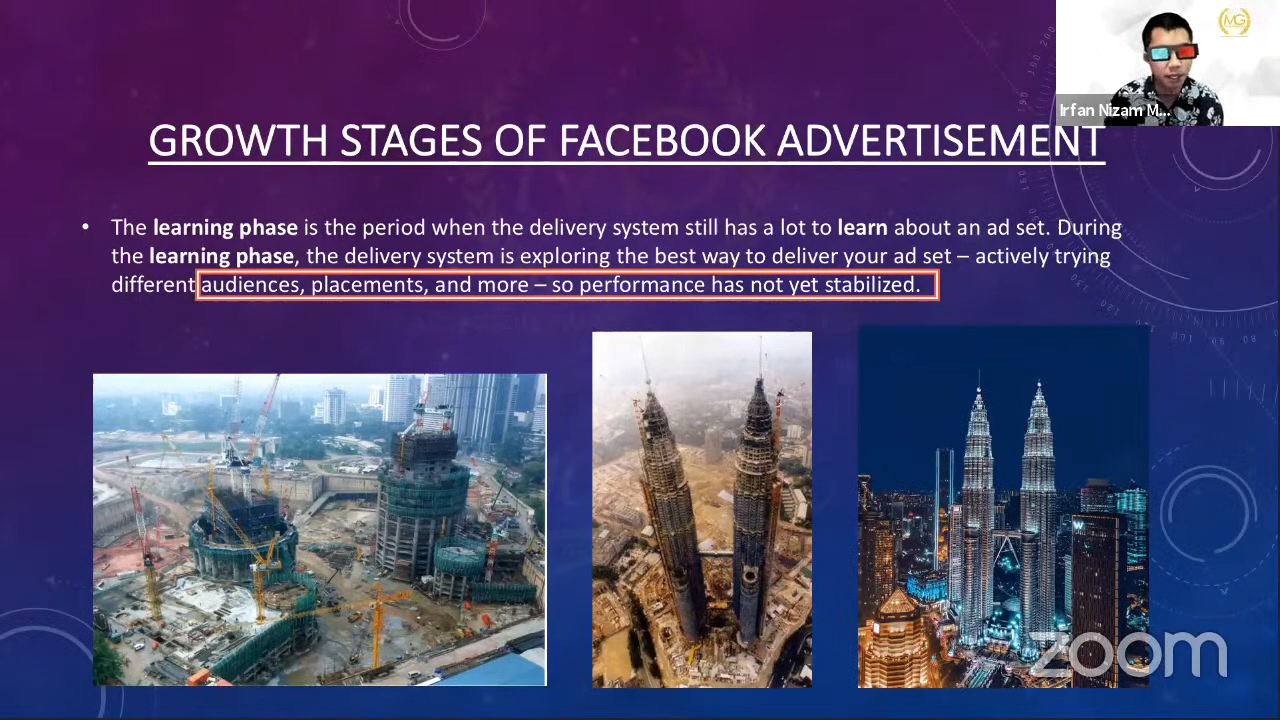 MG
Irfan Nizam M...
GROWTH STAGES OF FACEBOOK ADVERTISEMENT
• The learning phase is the period when the delivery system still has a lot to learn about an ad set. During
the learning phase, the delivery system is exploring the best way to deliver your ad set – actively trying
different audiences, placements, and more – so performance has not yet stabilized.
W
zoom